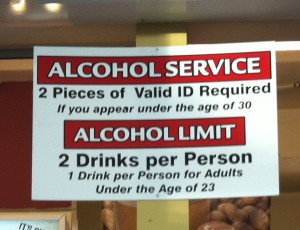 ALCOHOL SERVICE
2 Pieces of Valid ID Required
If you appear under the age of 30
ALCOHOL LIMIT
2 Drinks per Person
1 Drink per Person for Adults
Under the Age of 23
IT'S